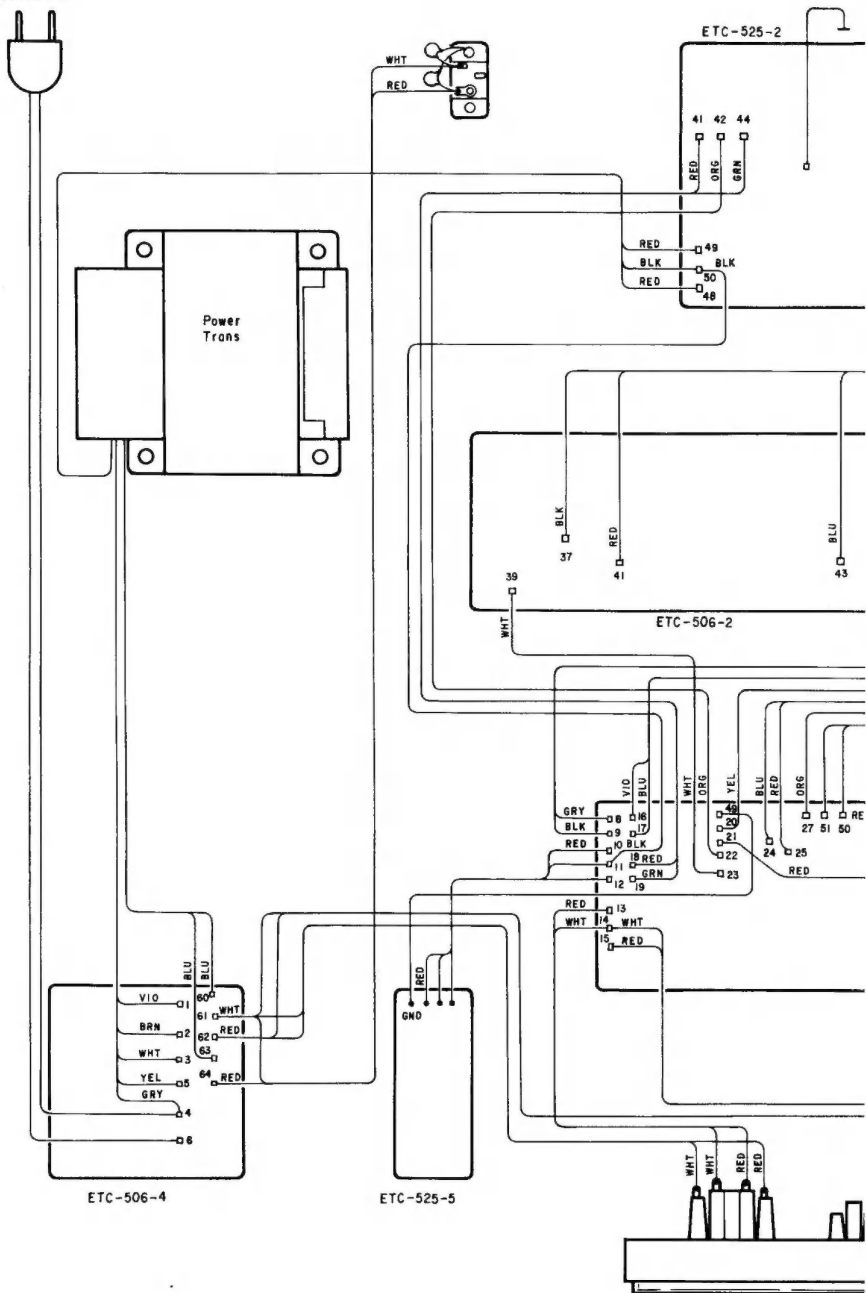 ETC-525-2
WHT
RED
41 42 44
RED
ORG
GRN
RED 49
BLK BLK
50
RED
48
Power
Trans
BLK
37
RED
41
BLU
43
39
WHT
ETC-506-2
VIO
BLU
WHT
ORG
YEL
BLU
RED
ORG
GRY 8 16
49
27 51 50 RE
BLK 9 17
20
RED 10 BLK
21
24 25
11 18 RED
22
RED
12 19 GRN
23
RED 13
WHT 14 WHT
15 RED
BLU
BLU
RED
VIO 1 60
61 WHT
GND
BRN 2 62 RED
WHT 3 63
YEL 5 64 RED
GRY
4
6
ETC-506-4
ETC-525-5
WHT
WHT
RED
RED